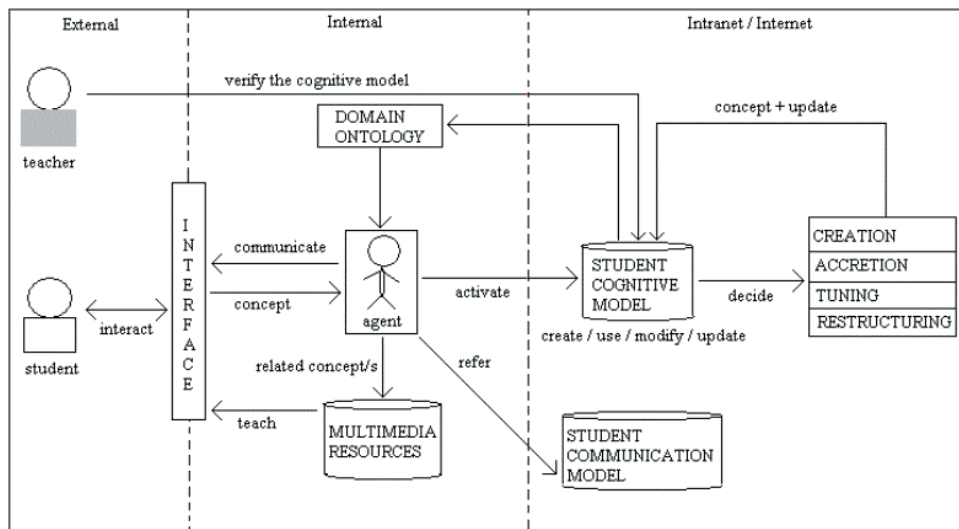 External
Internal
Intranet / Internet
verify the cognitive model
concept + update
DOMAIN
ONTOLOGY
teacher
INTERFACE
communicate
concept
interact
student
agent
activate
STUDENT
COGNITIVE
MODEL
create / use / modify / update
decide
CREATION
ACCRETION
TUNING
RESTRUCTURING
related concept/s
refer
teach
MULTIMEDIA
RESOURCES
STUDENT
COMMUNICATION
MODEL